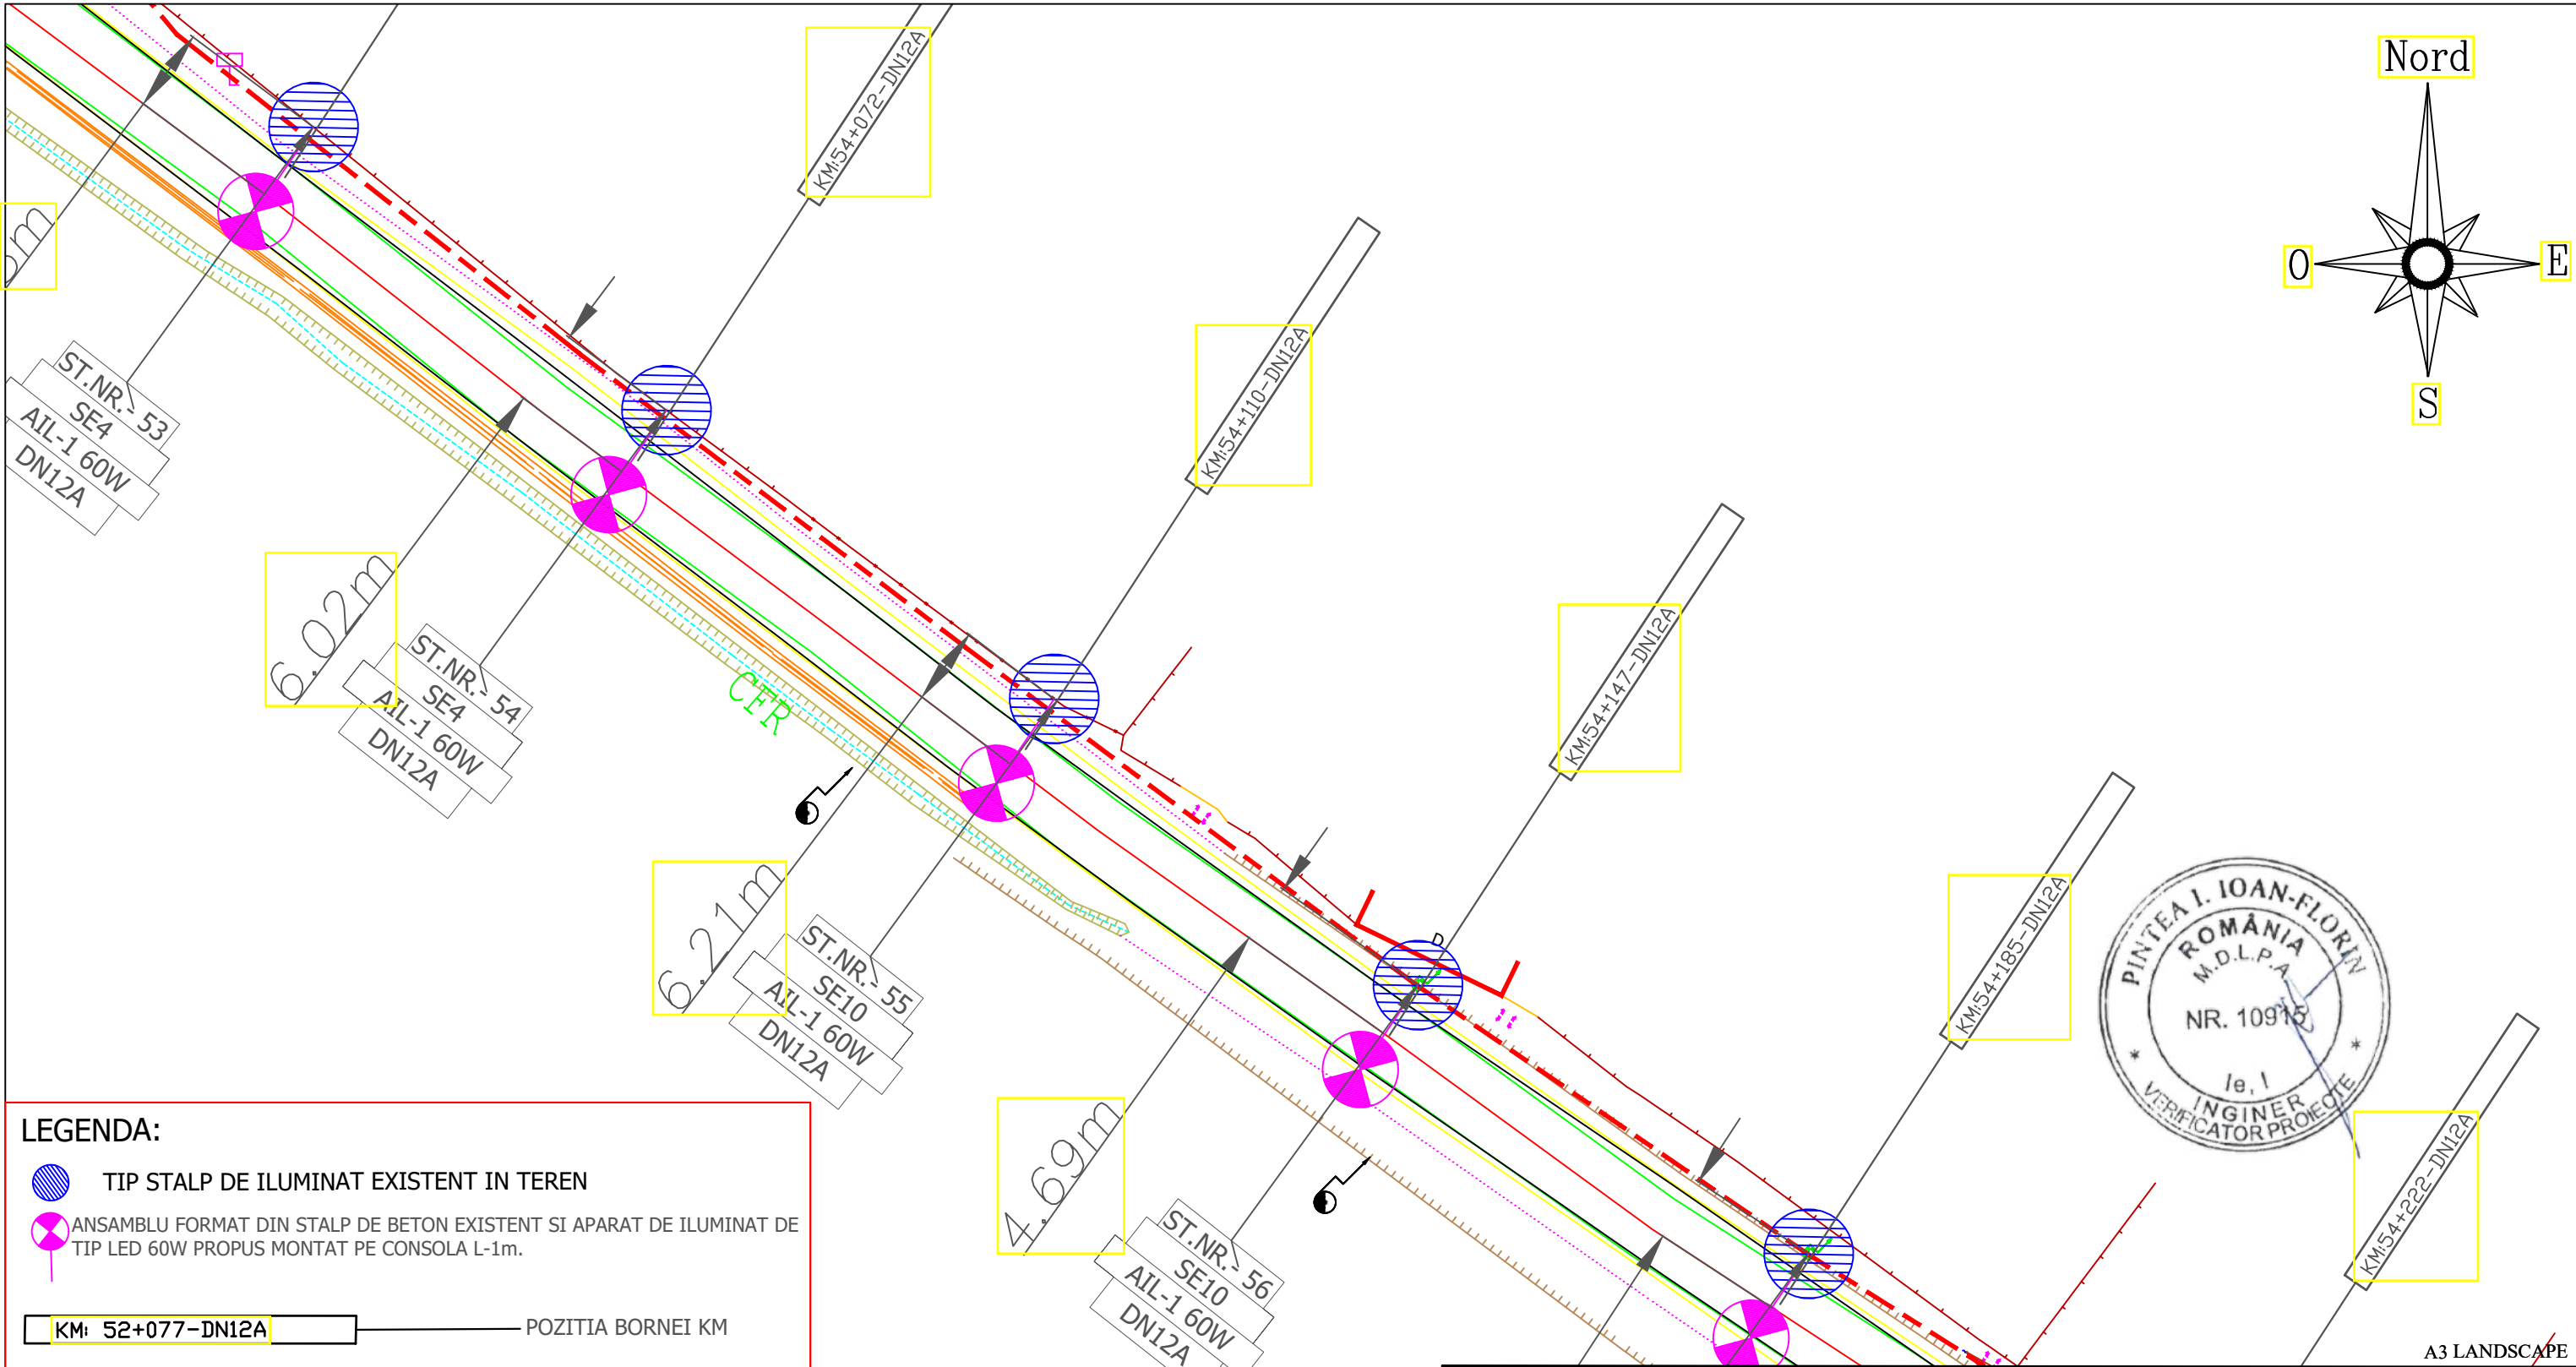 Nord
O
E
S
KM:54+072-DN12A
KM:54+110-DN12A
KM:54+147-DN12A
KM:54+185-DN12A
KM:54+222-DN12A
ST.NR.- 53
SE4
AIL-1 60W
DN12A
6.02m
ST.NR.- 54
SE4
AIL-1 60W
DN12A
CFR
6.21m
ST.NR.- 55
SE10
AIL-1 60W
DN12A
D
4.69m
ST.NR.- 56
SE10
AIL-1 60W
DN12A
PINTEA I. IOAN-FLORIN
ROMÂNIA
M.D.L.P.A.
NR. 10915
Ie, I
INGINER
* VERIFICATOR PROIECTE *
LEGENDA:
TIP STALP DE ILUMINAT EXISTENT IN TEREN
ANSAMBLU FORMAT DIN STALP DE BETON EXISTENT SI APARAT DE ILUMINAT DE
TIP LED 60W PROPUS MONTAT PE CONSOLA L-1m.
KM: 52+077-DN12A
POZITIA BORNEI KM
A3 LANDSCAPE